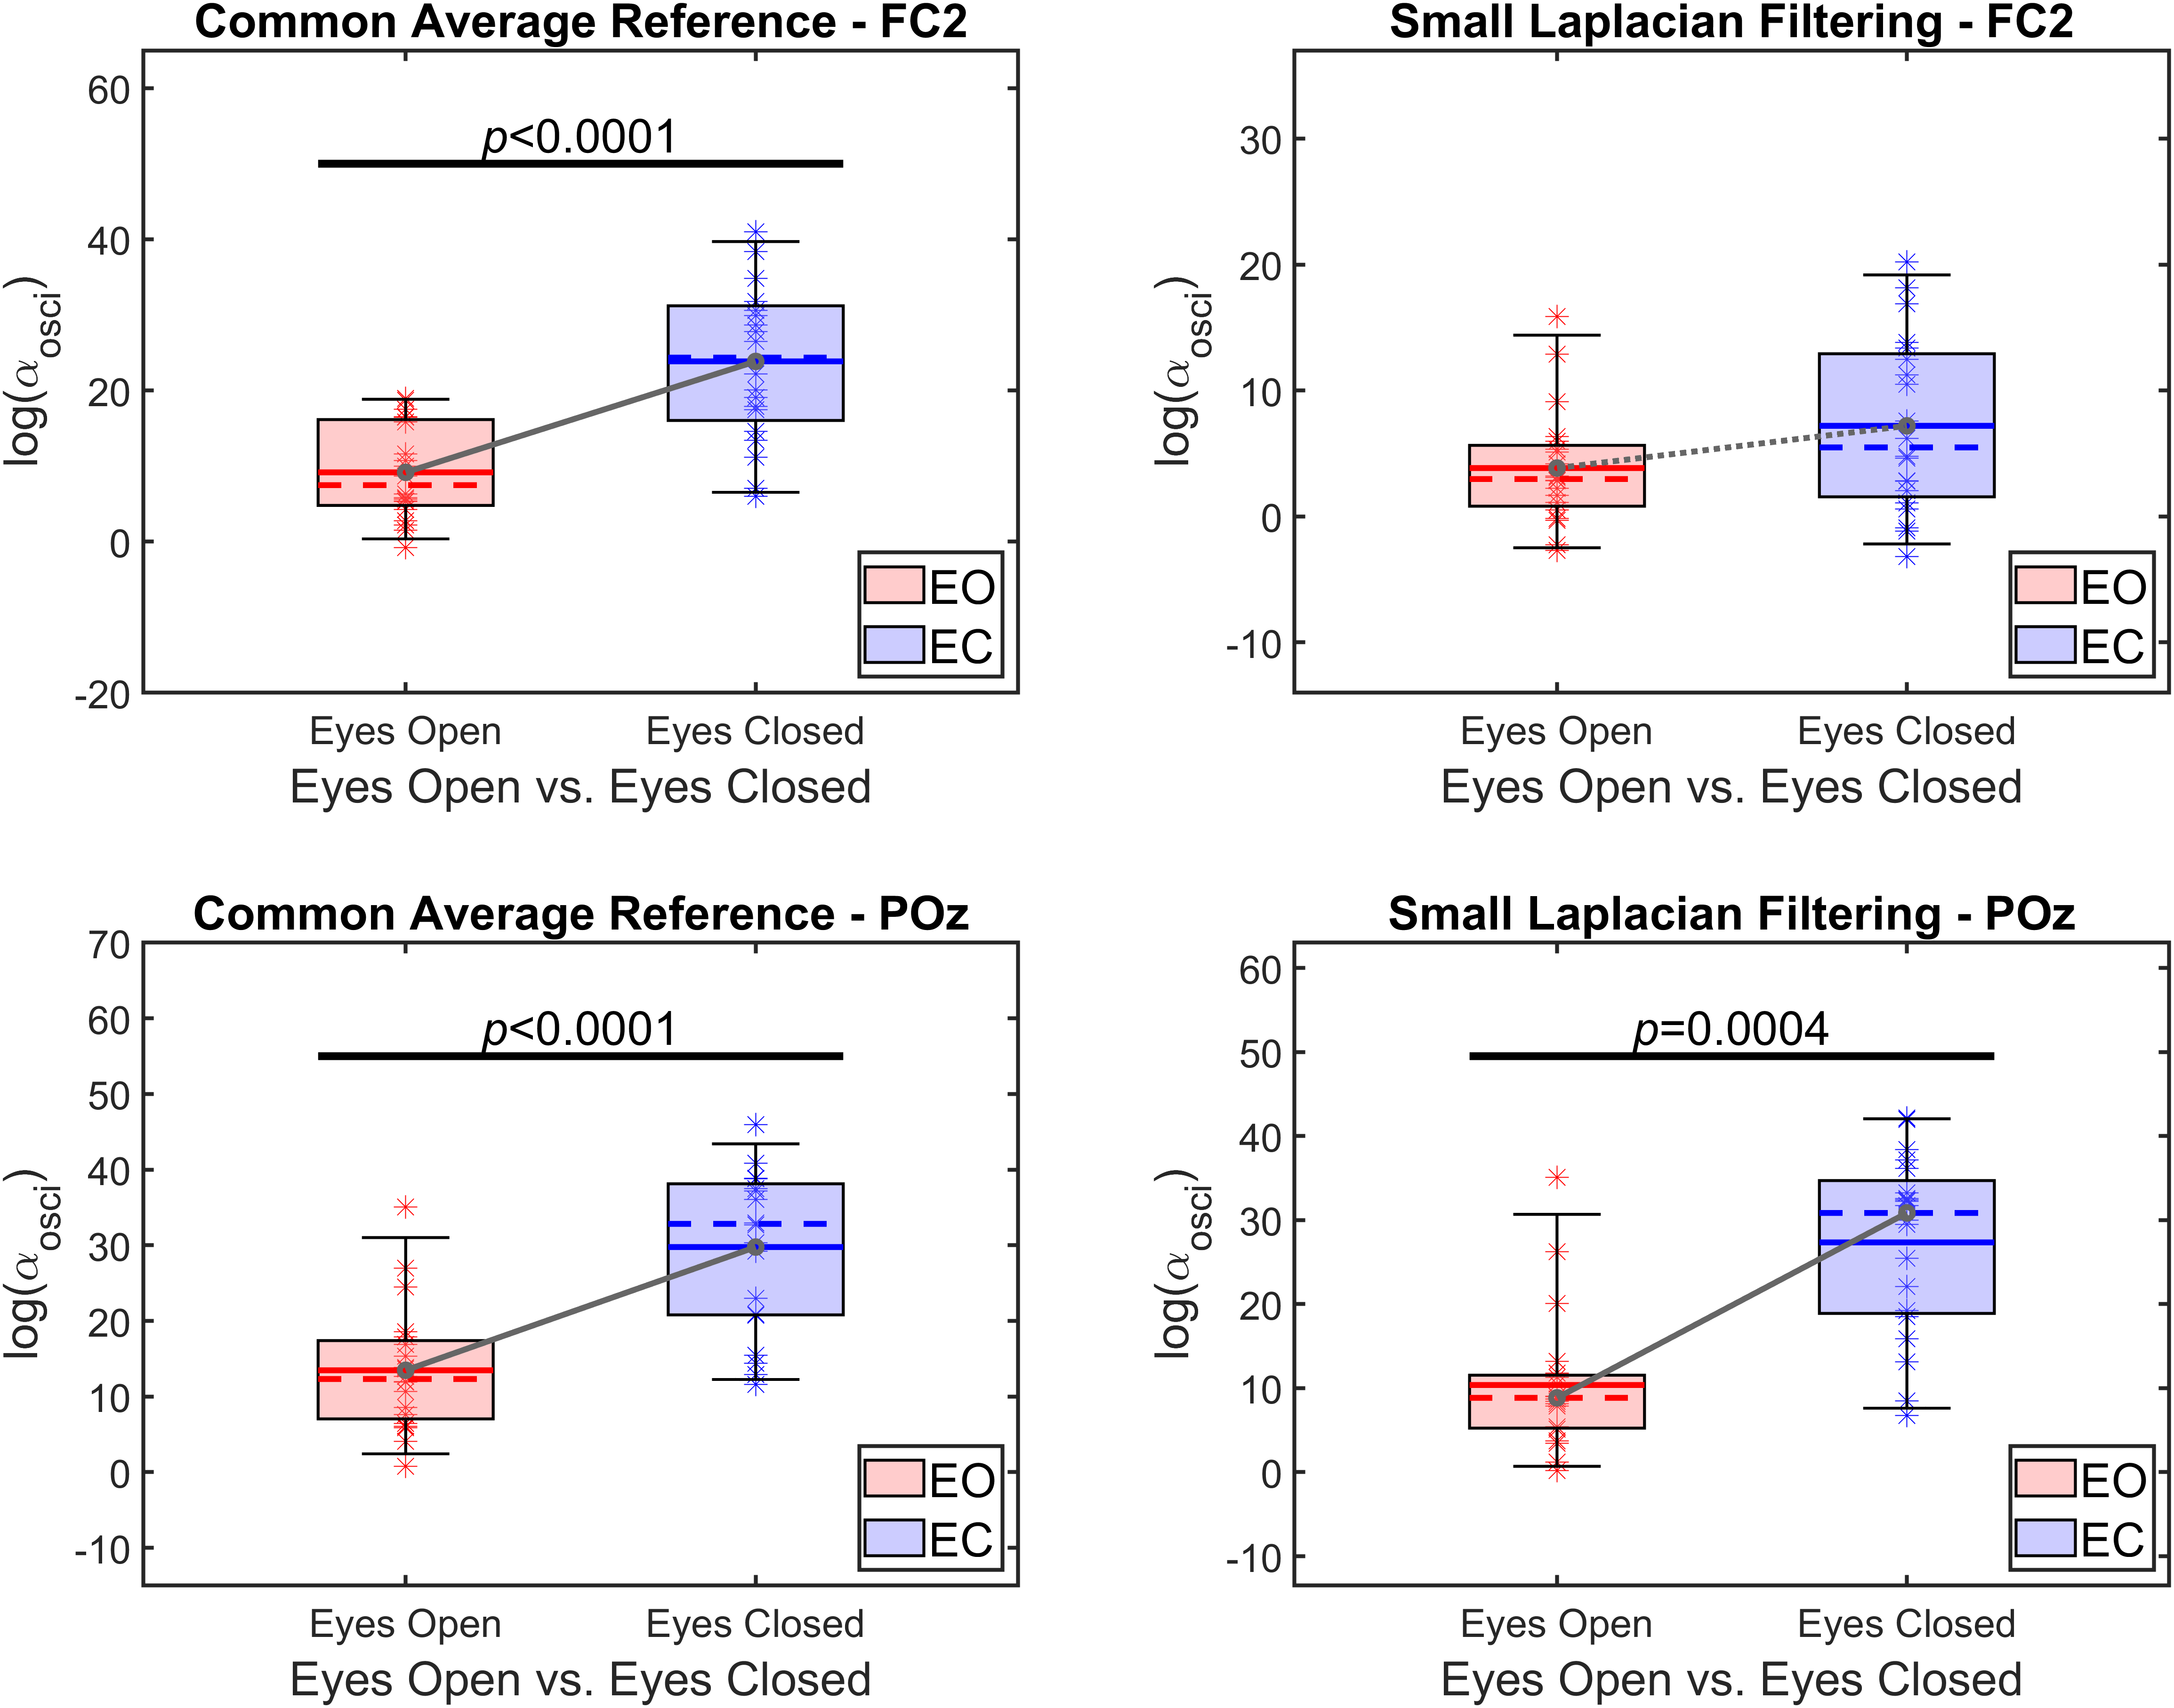 Common Average Reference - FC2
60
40
20
0
-20
log(αosci)
p<0.0001
EO
EC
Eyes Open
Eyes Closed
Eyes Open vs. Eyes Closed
Small Laplacian Filtering - FC2
30
20
10
0
-10
log(αosci)
EO
EC
Eyes Open
Eyes Closed
Eyes Open vs. Eyes Closed
Common Average Reference - POz
70
60
50
40
30
20
10
0
-10
log(αosci)
p<0.0001
EO
EC
Eyes Open
Eyes Closed
Eyes Open vs. Eyes Closed
Small Laplacian Filtering - POz
60
50
40
30
20
10
0
-10
log(αosci)
p=0.0004
EO
EC
Eyes Open
Eyes Closed
Eyes Open vs. Eyes Closed